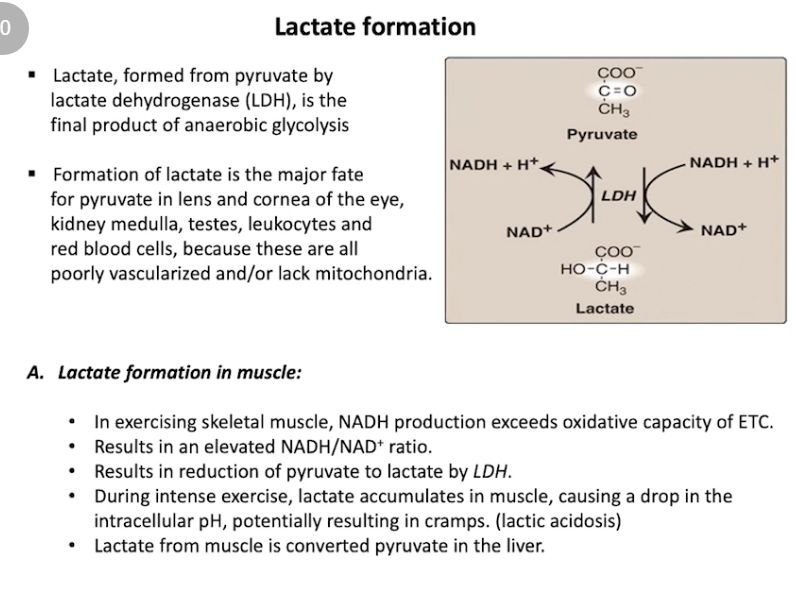 0
Lactate formation
▪ Lactate, formed from pyruvate by
lactate dehydrogenase (LDH), is the
final product of anaerobic glycolysis
▪ Formation of lactate is the major fate
for pyruvate in lens and cornea of the eye,
kidney medulla, testes, leukocytes and
red blood cells, because these are all
poorly vascularized and/or lack mitochondria.
COO⁻
C=O
CH₃
Pyruvate
NADH + H⁺
NADH + H⁺
LDH
NAD⁺
NAD⁺
COO⁻
HO-C-H
CH₃
Lactate
A. Lactate formation in muscle:
• In exercising skeletal muscle, NADH production exceeds oxidative capacity of ETC.
• Results in an elevated NADH/NAD⁺ ratio.
• Results in reduction of pyruvate to lactate by LDH.
• During intense exercise, lactate accumulates in muscle, causing a drop in the
intracellular pH, potentially resulting in cramps. (lactic acidosis)
• Lactate from muscle is converted pyruvate in the liver.